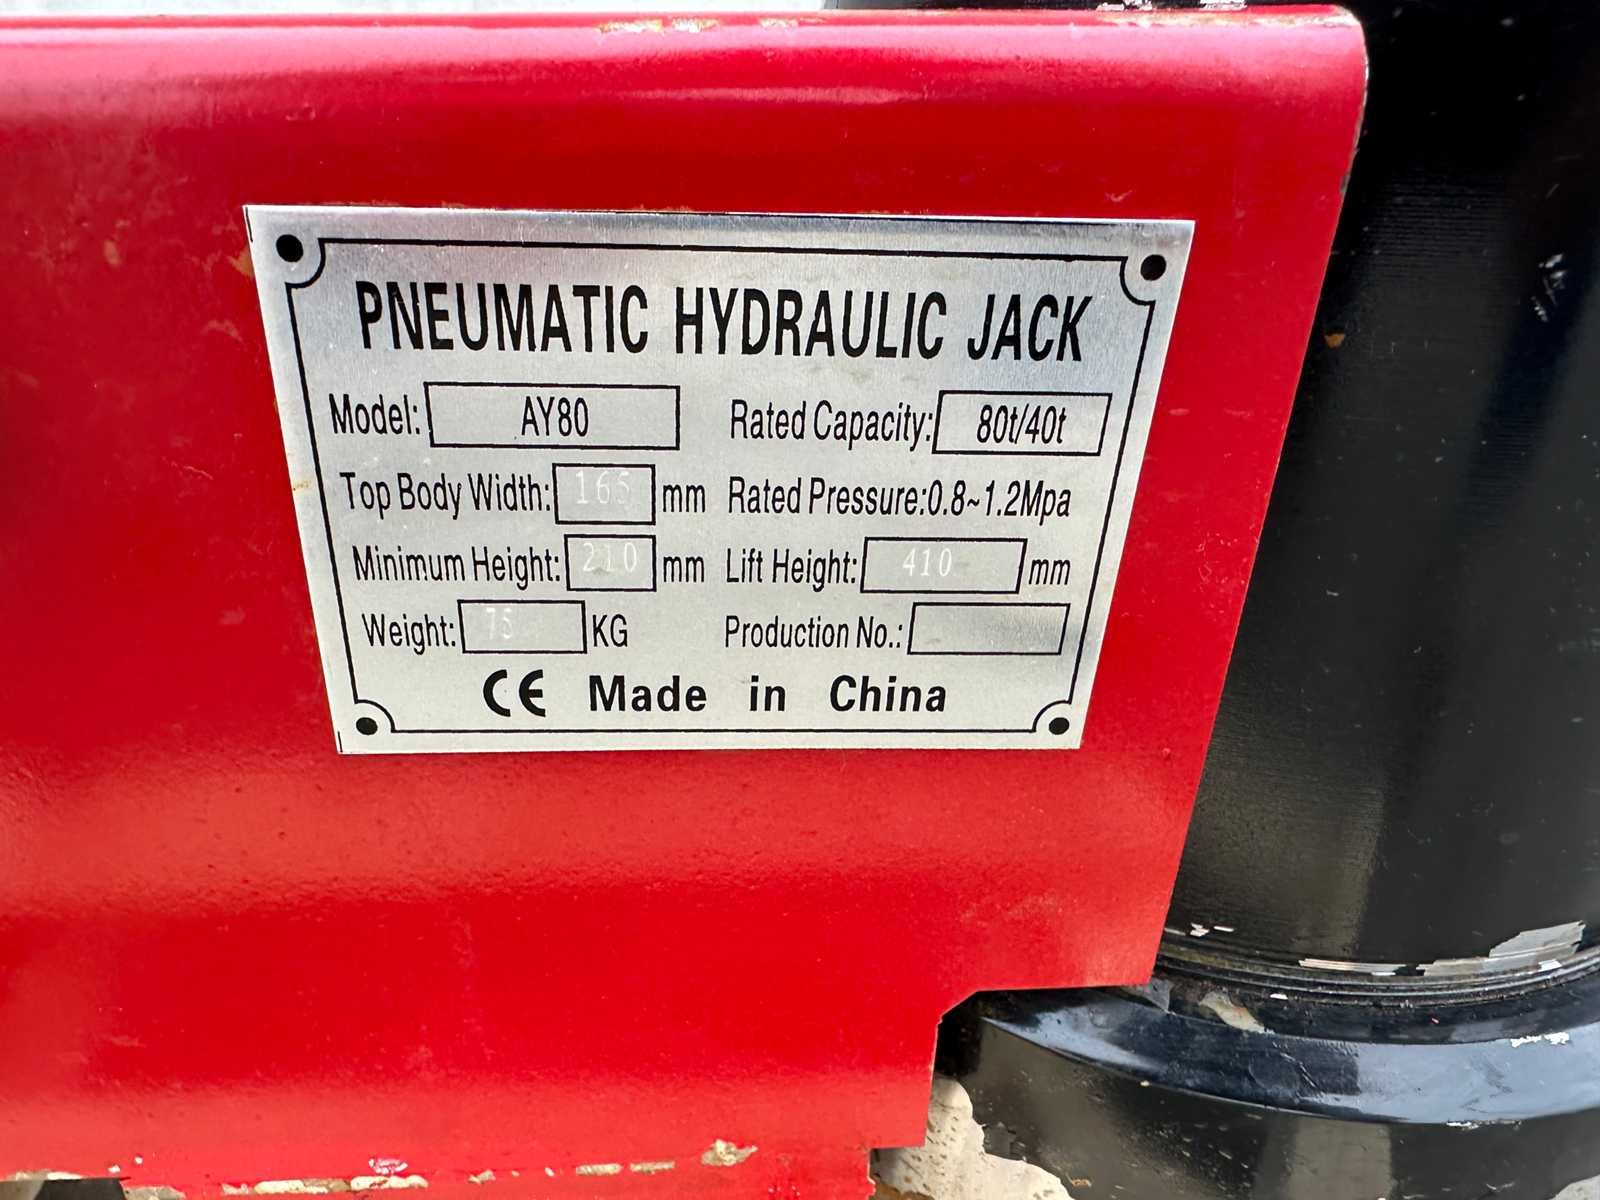 PNEUMATIC HYDRAULIC JACK
Model: AY80 Rated Capacity: 80t/40t
Top Body Width: 165 mm Rated Pressure:0.8~1.2Mpa
Minimum Height: 210 mm Lift Height: 410 mm
Weight: 75 KG Production No.:
CE Made in China